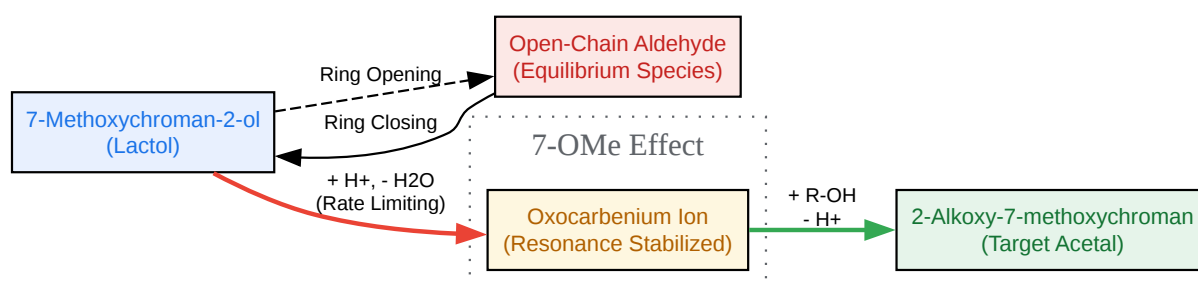 Open-Chain Aldehyde
(Equilibrium Species)
Ring Opening
7-Methoxychroman-2-ol
(Lactol)
Ring Closing
7-OMe Effect
+ H+, - H2O
(Rate Limiting)
Oxocarbenium Ion
(Resonance Stabilized)
+ R-OH
- H+
2-Alkoxy-7-methoxychroman
(Target Acetal)